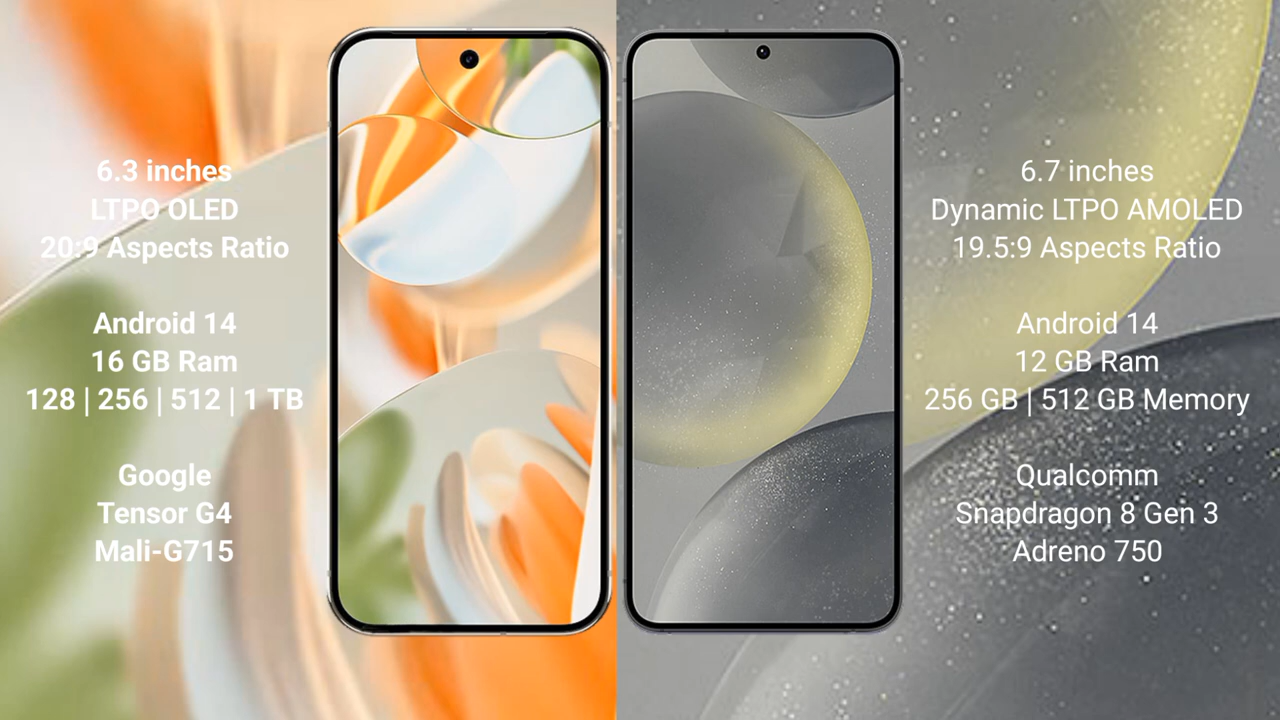 6.3 inches
LTPO OLED
20:9 Aspects Ratio
Android 14
16 GB Ram
128 | 256 | 512 | 1 TB
Google
Tensor G4
Mali-G715
6.7 inches
Dynamic LTPO AMOLED
19.5:9 Aspects Ratio
Android 14
12 GB Ram
256 GB | 512 GB Memory
Qualcomm
Snapdragon 8 Gen 3
Adreno 750